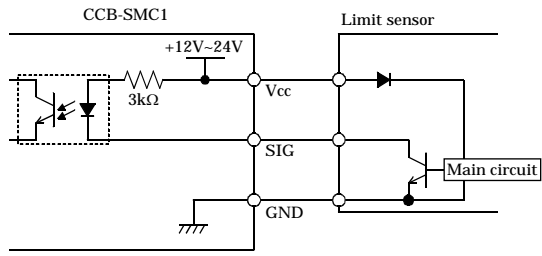 CCB-SMC1
Limit sensor
+12V~24V
3kΩ
Vcc
SIG
Main circuit
GND